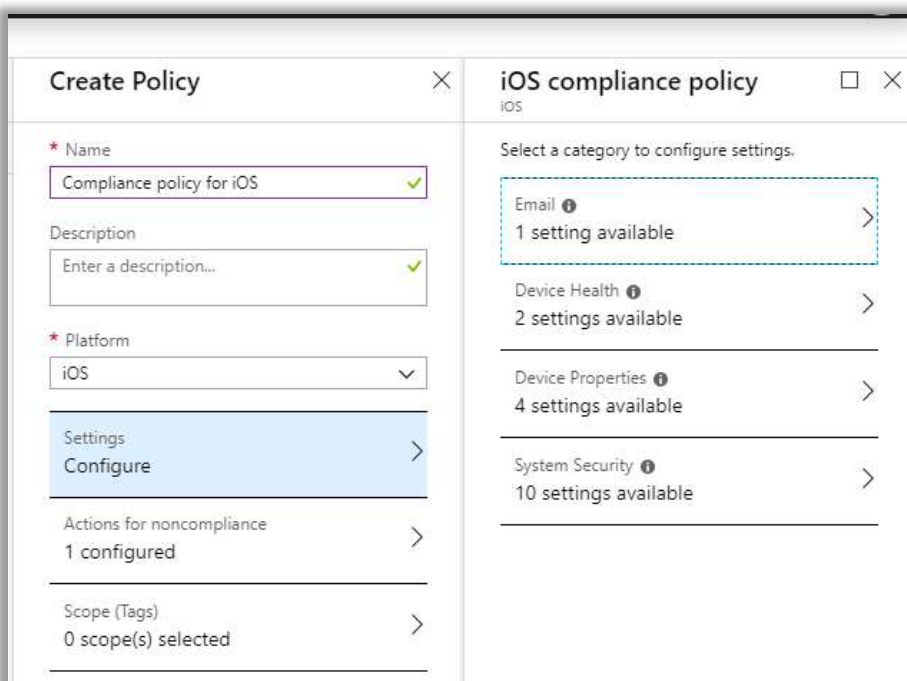 Create Policy
* Name
Compliance policy for iOS
Description
Enter a description...
* Platform
iOS
Settings
Configure
Actions for noncompliance
1 configured
Scope (Tags)
0 scope(s) selected
iOS compliance policy
iOS
Select a category to configure settings.
Email
1 setting available
Device Health
2 settings available
Device Properties
4 settings available
System Security
10 settings available